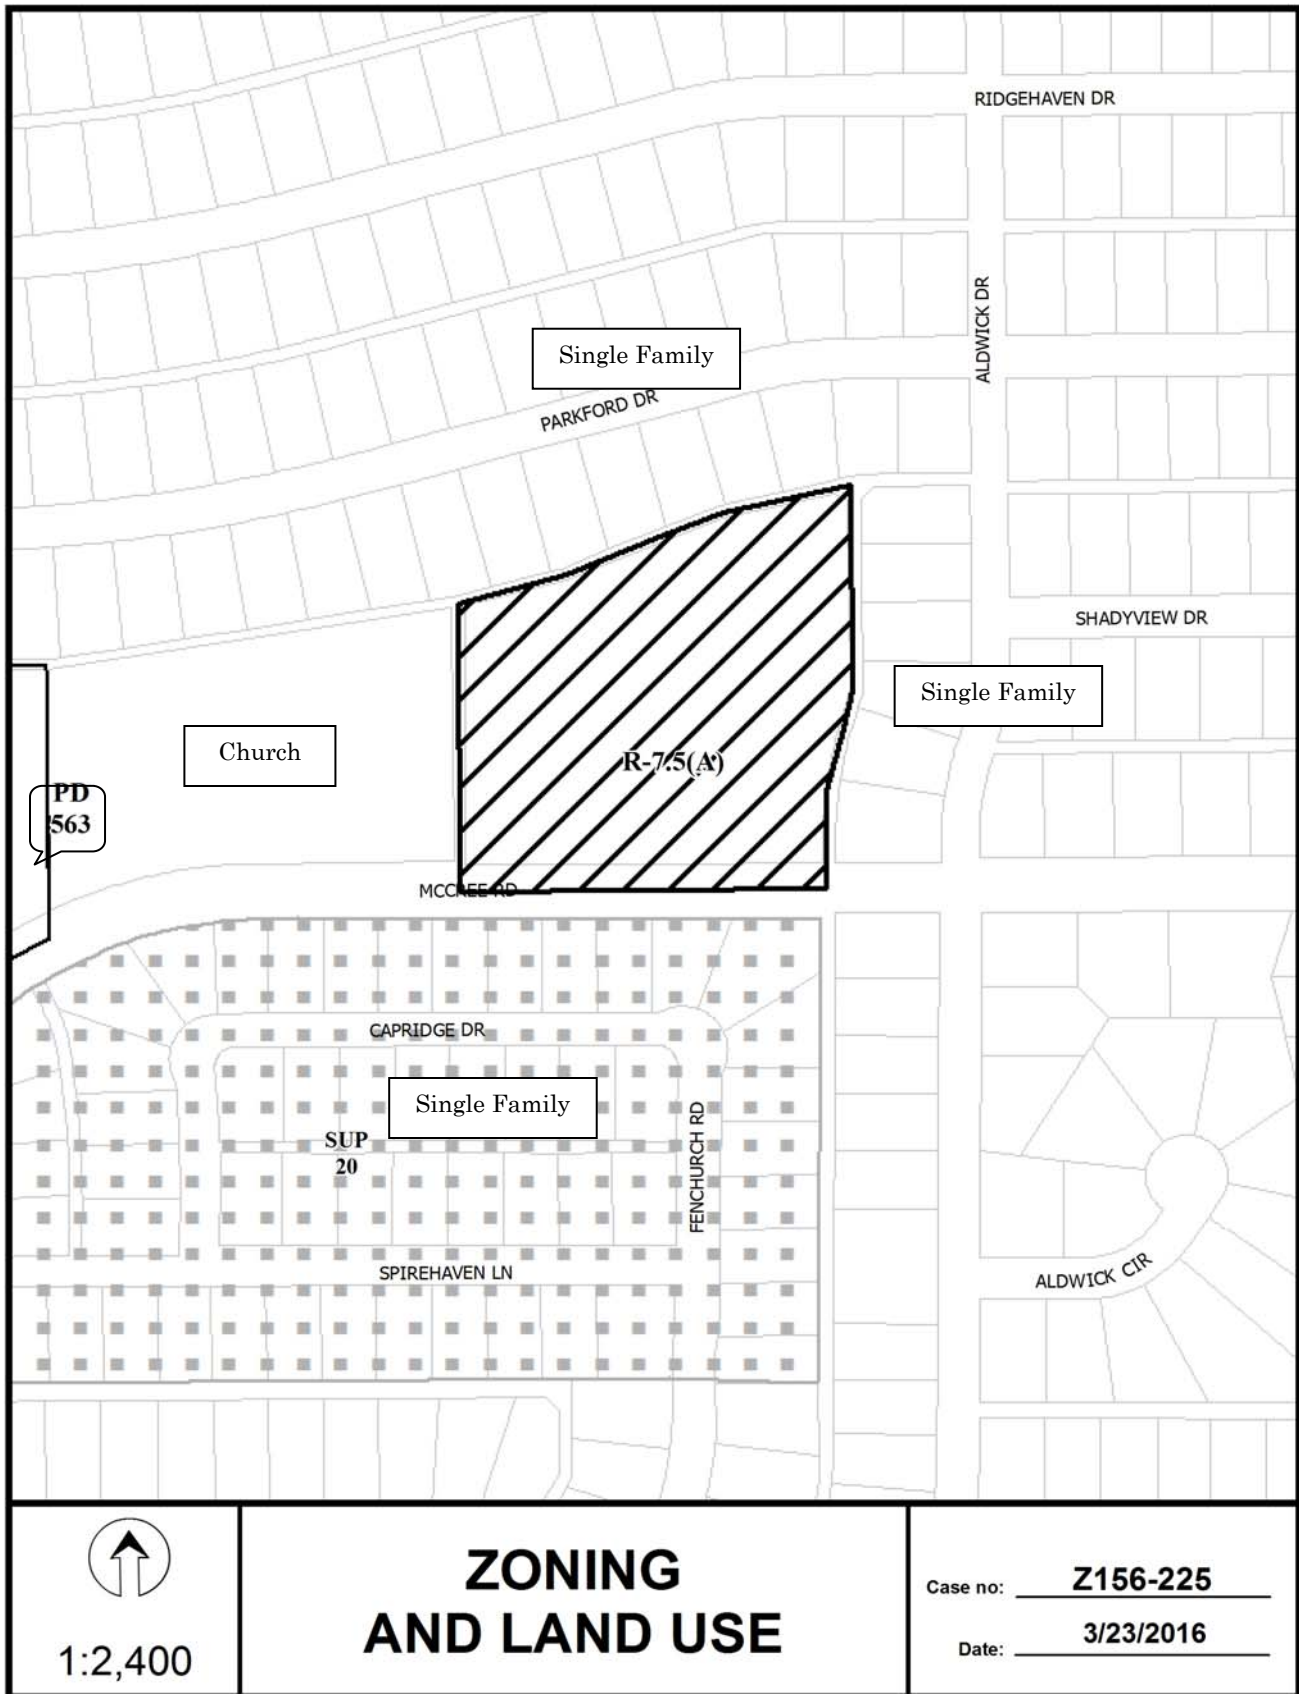 RIDGEHAVEN DR
ALDWICK DR
Single Family
PARKFORD DR
SHADYVIEW DR
Single Family
Church
R-7.5(A)
PD
563
MCCREE RD
CAPRIDGE DR
Single Family
FENCHURCH RD
SUP
20
SPIREHAVEN LN
ALDWICK CIR
1:2,400
ZONING
AND LAND USE
Case no: Z156-225
Date: 3/23/2016